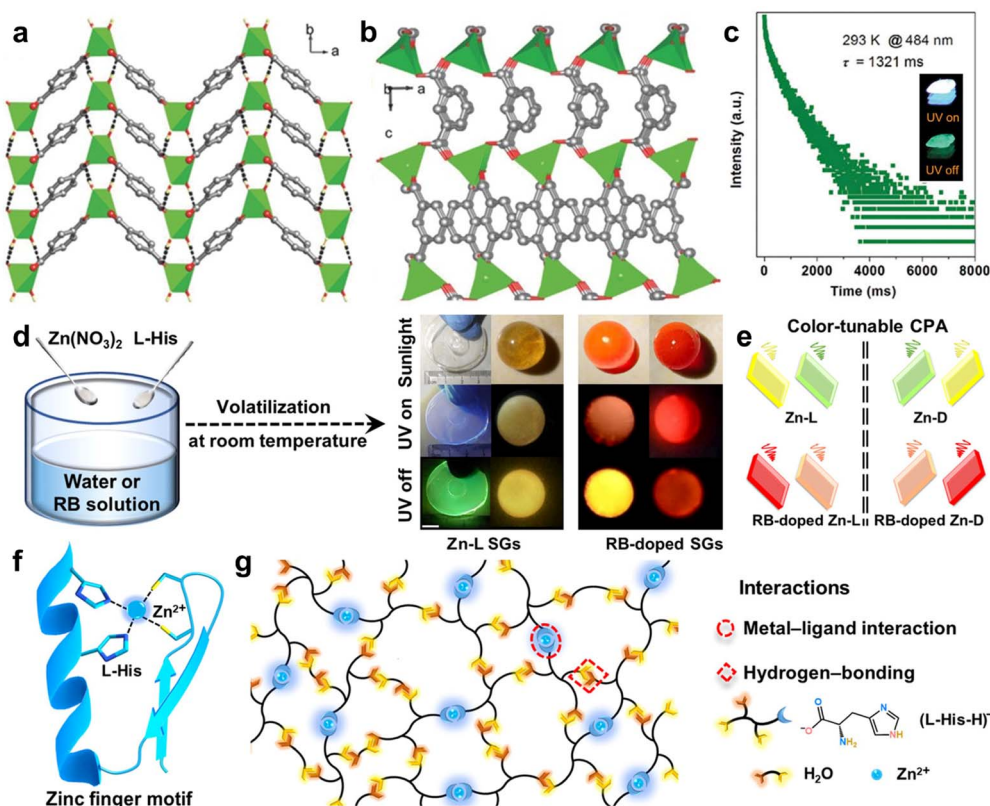 a
b
a
b
b
a
c
c
293 K @ 484 nm
τ = 1321 ms
UV on
UV off
Intensity (a.u.)
0 2000 4000 6000 8000
Time (ms)
d
Zn(NO₃)₂ L-His
Water or
RB solution
Volatilization
at room temperature
Sunlight
UV on
UV off
Zn-L SGs
RB-doped SGs
e
Color-tunable CPA
Zn-L
Zn-D
RB-doped Zn-L
RB-doped Zn-D
f
Zn²⁺
L-His
Zinc finger motif
g
Interactions
Metal–ligand interaction
Hydrogen–bonding
O
⁻O
NH₂
N
NH
(L-His-H)⁻
H₂O
Zn²⁺